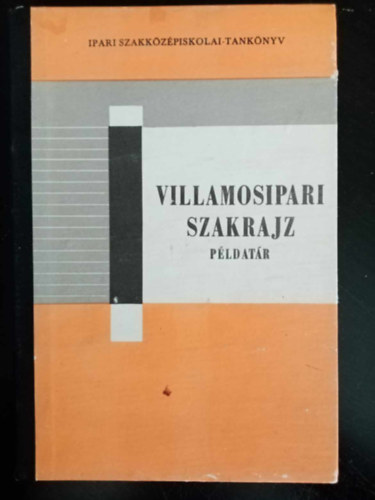 IPARI SZAKKÖZÉPISKOLAI-TANKÖNYV
VILLAMOSIPARI
SZAKRAJZ
PÉLDATÁR